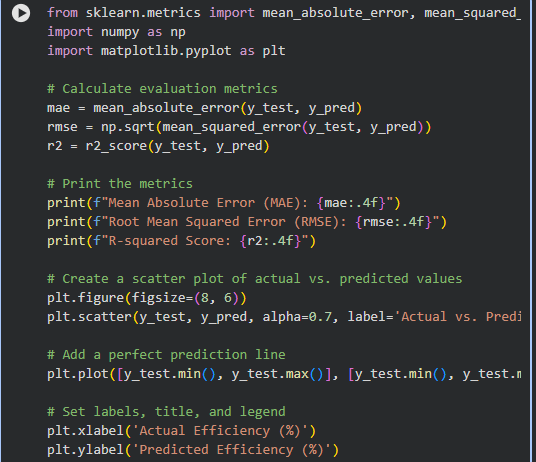 from sklearn.metrics import mean_absolute_error, mean_squared_
import numpy as np
import matplotlib.pyplot as plt
# Calculate evaluation metrics
mae = mean_absolute_error(y_test, y_pred)
rmse = np.sqrt(mean_squared_error(y_test, y_pred))
r2 = r2_score(y_test, y_pred)
# Print the metrics
print(f"Mean Absolute Error (MAE): {mae:.4f}")
print(f"Root Mean Squared Error (RMSE): {rmse:.4f}")
print(f"R-squared Score: {r2:.4f}")
# Create a scatter plot of actual vs. predicted values
plt.figure(figsize=(8, 6))
plt.scatter(y_test, y_pred, alpha=0.7, label='Actual vs. Predi
# Add a perfect prediction line
plt.plot([y_test.min(), y_test.max()], [y_test.min(), y_test.m
# Set labels, title, and legend
plt.xlabel('Actual Efficiency (%)')
plt.ylabel('Predicted Efficiency (%)')